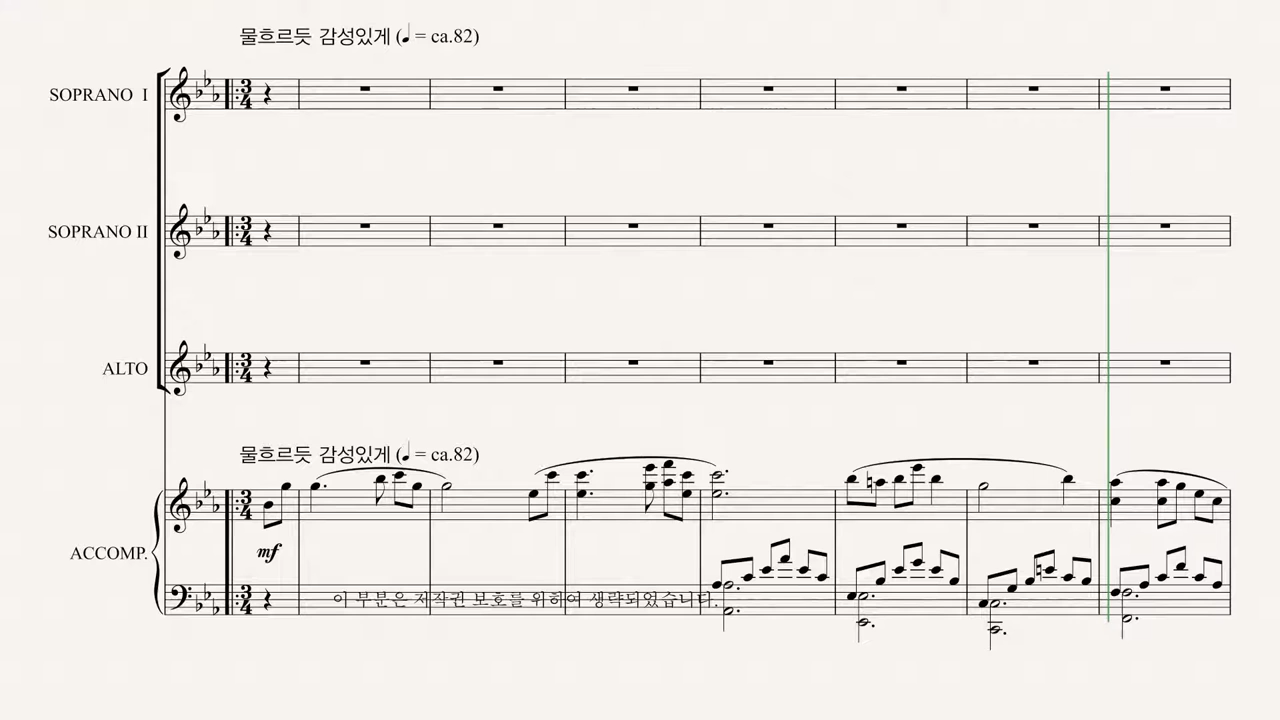 물흐르듯 감성있게 (♩ = ca.82)
SOPRANO I
SOPRANO II
ALTO
물흐르듯 감성있게 (♩ = ca.82)
ACCOMP.
mf
이 부분은 저작권 보호를 위하여 생략되었습니다.